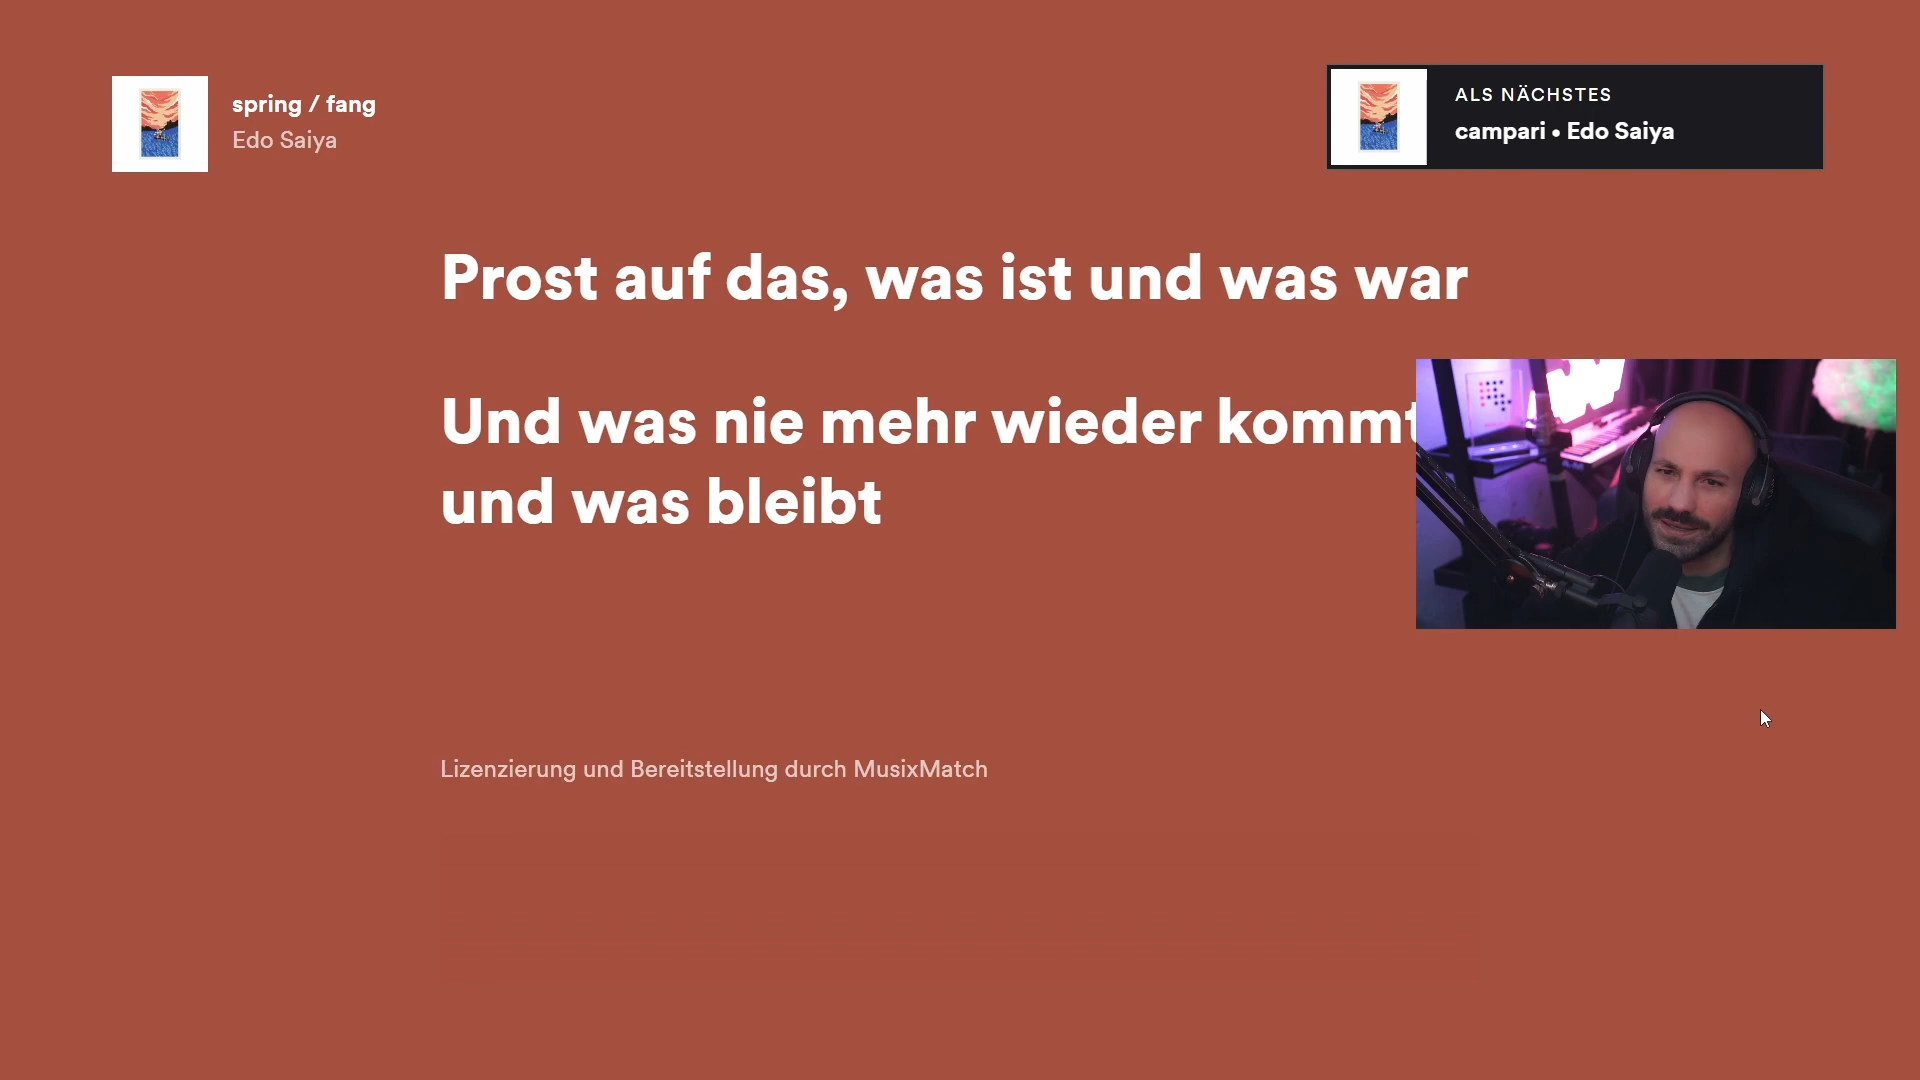 spring / fang
Edo Saiya
ALS NÄCHSTES
campari • Edo Saiya
Prost auf das, was ist und was war
Und was nie mehr wieder kommt
und was bleibt
Lizenzierung und Bereitstellung durch MusixMatch